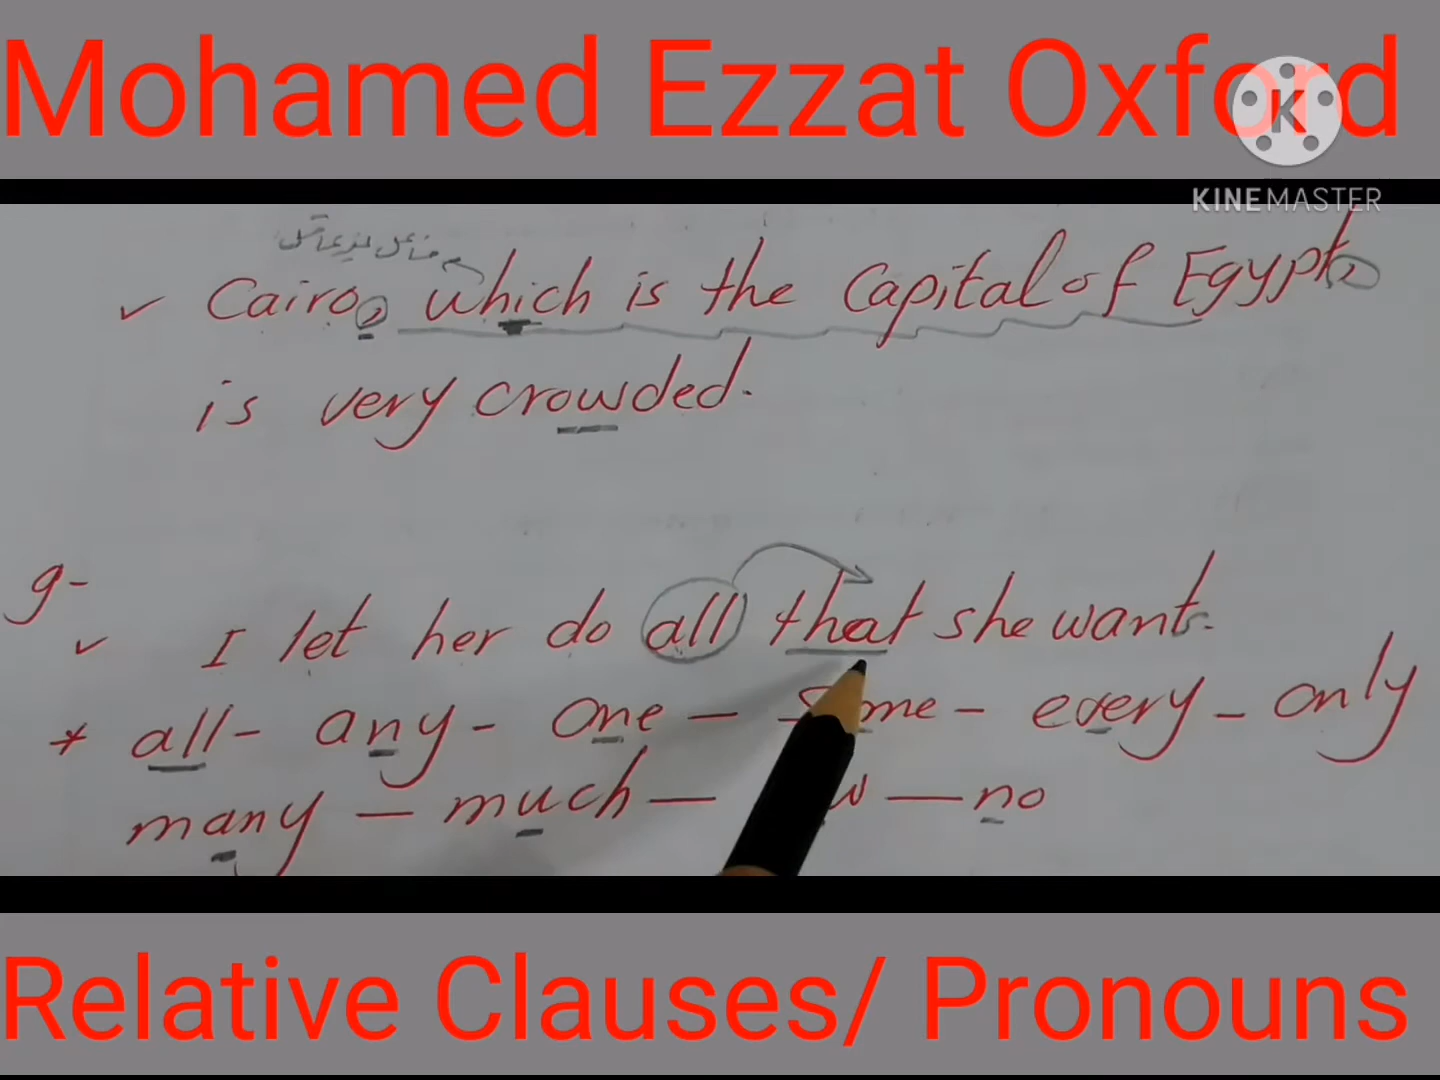 Mohamed Ezzat Oxford
K
KINEMASTER
Cairo, which is the Capital of Egypt,
is very crowded.
g-
I let her do all that she wants.
* all - any - one - some - every - only
many - much - - no
Relative Clauses/ Pronouns